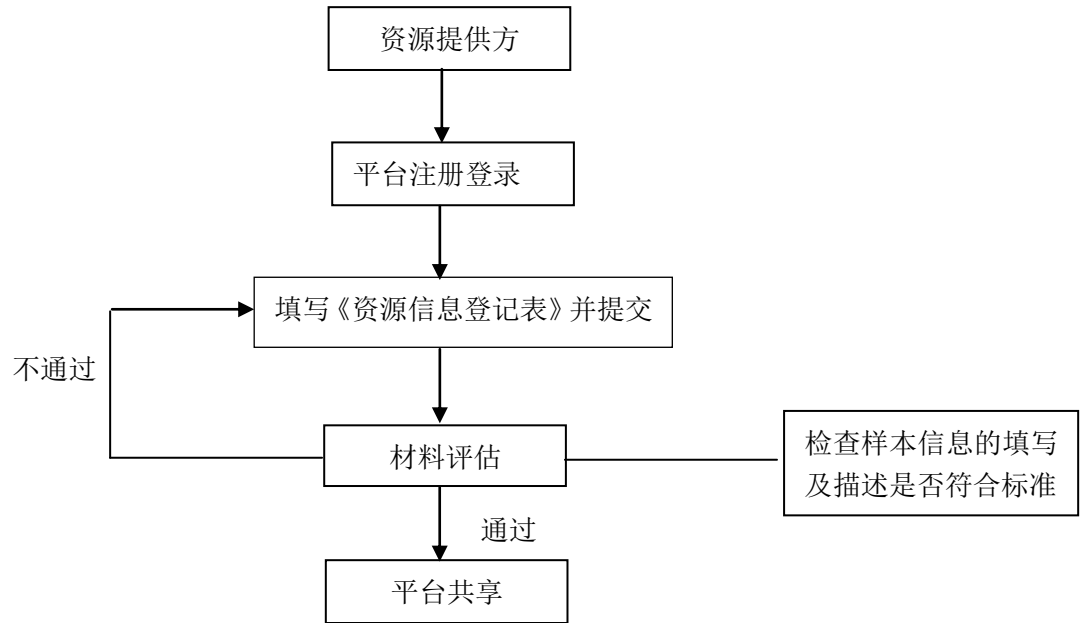 资源提供方
平台注册登录
填写《资源信息登记表》并提交
不通过
材料评估
检查样本信息的填写
及描述是否符合标准
通过
平台共享